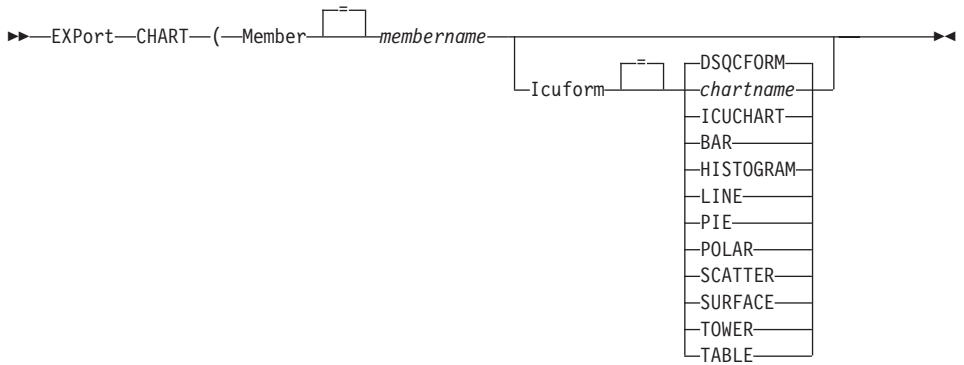 =
EXPort CHART ( Member membername
= DSQCFORM
Icuform chartname
ICUCHART
BAR
HISTOGRAM
LINE
PIE
POLAR
SCATTER
SURFACE
TOWER
TABLE